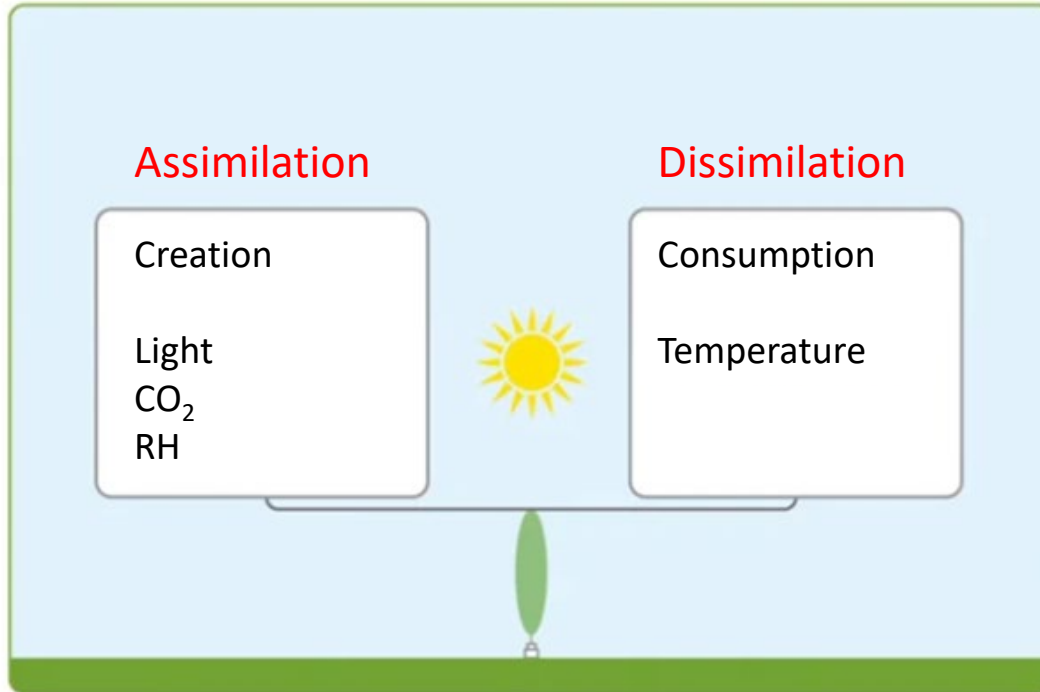 Assimilation
Creation
Light
CO₂
RH
Dissimilation
Consumption
Temperature